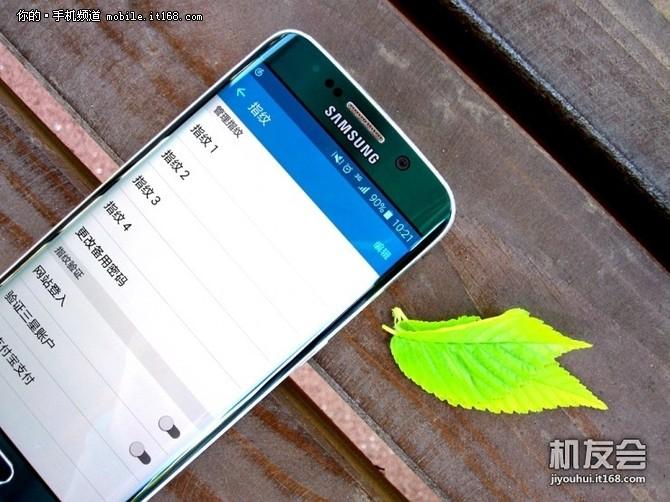 你的·手机频道 mobile.it168.com
SAMSUNG
3G 90% 10:21
指纹
编辑
管理指纹
指纹 1
指纹 2
指纹 3
指纹 4
更改备用密码
指纹验证
网站登入
验证三星账户
付宝支付
机友会
jiyouhui.it168.com